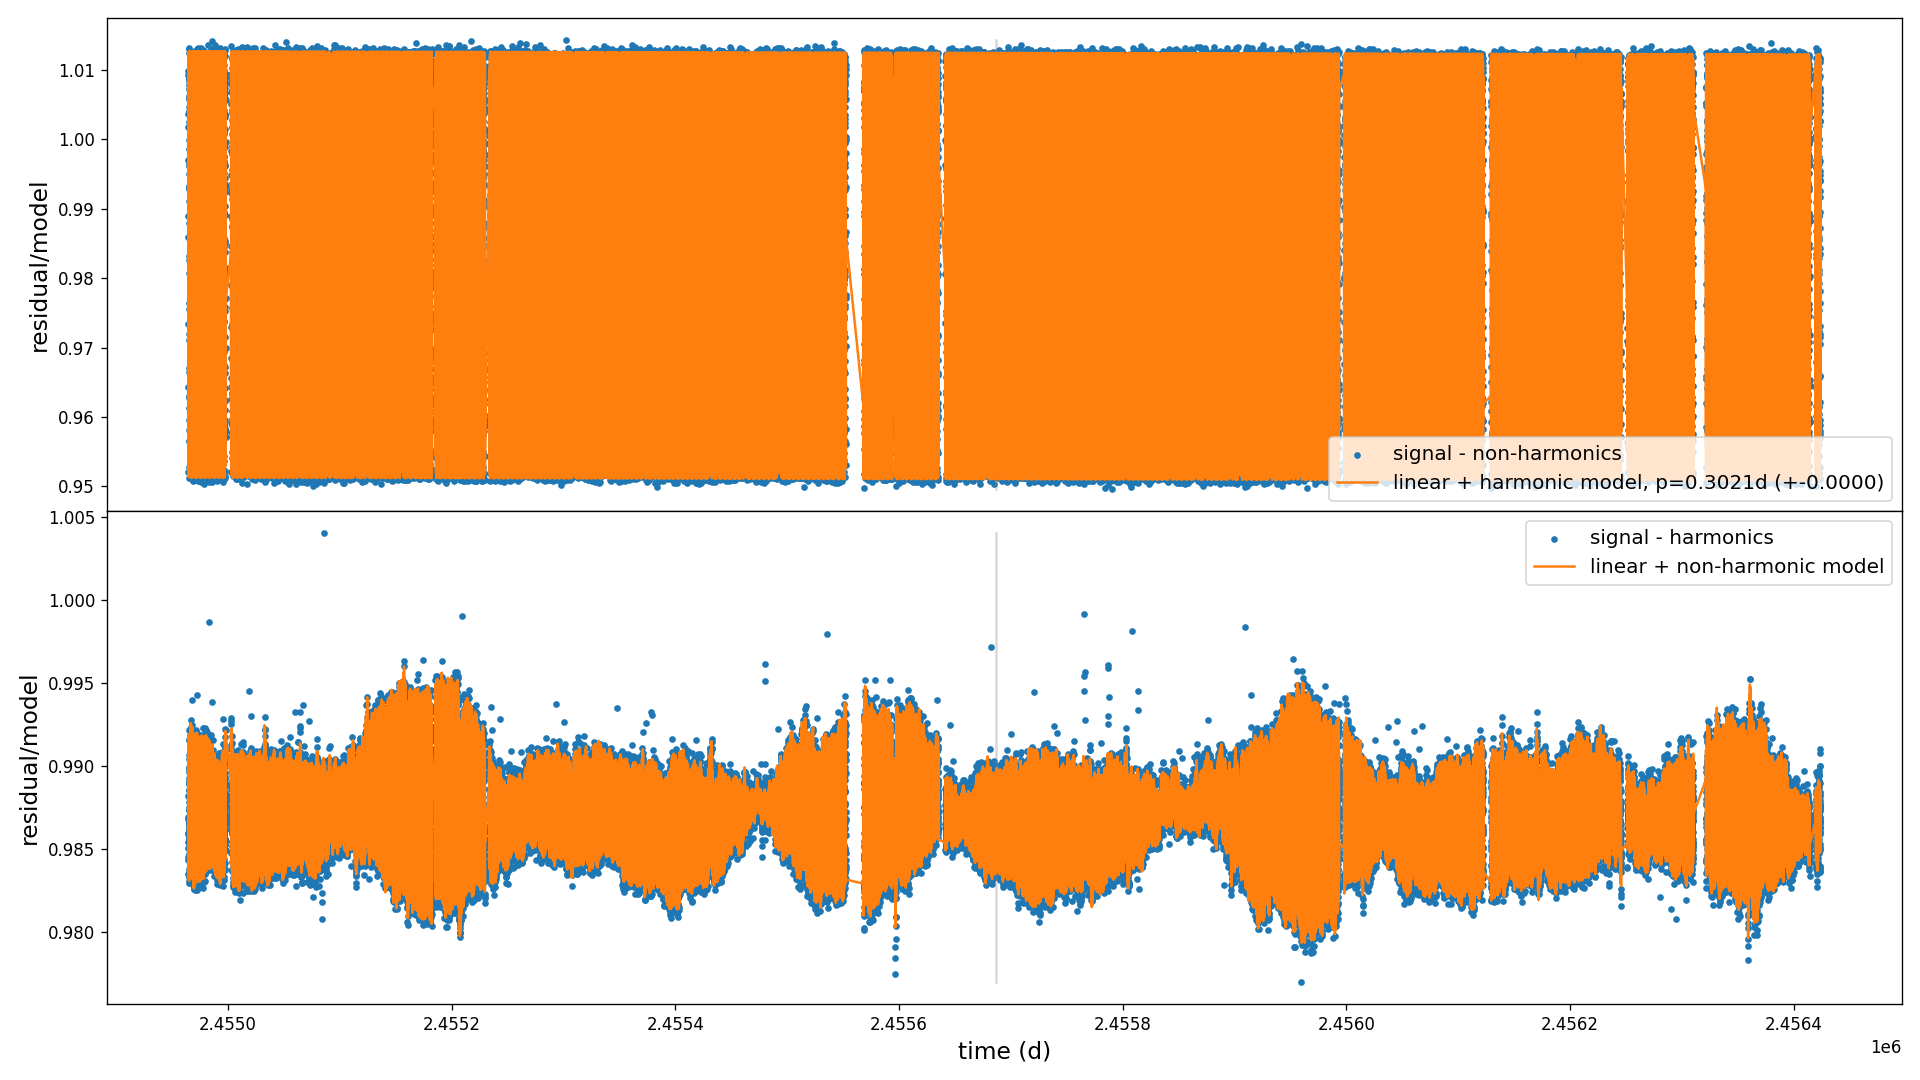 1.01
1.00
0.99
0.98
0.97
0.96
0.95
residual/model
signal - non-harmonics
linear + harmonic model, p=0.3021d (+-0.0000)
1.005
1.000
0.995
0.990
0.985
0.980
residual/model
signal - harmonics
linear + non-harmonic model
2.4550 2.4552 2.4554 2.4556 2.4558 2.4560 2.4562 2.4564
1e6
time (d)